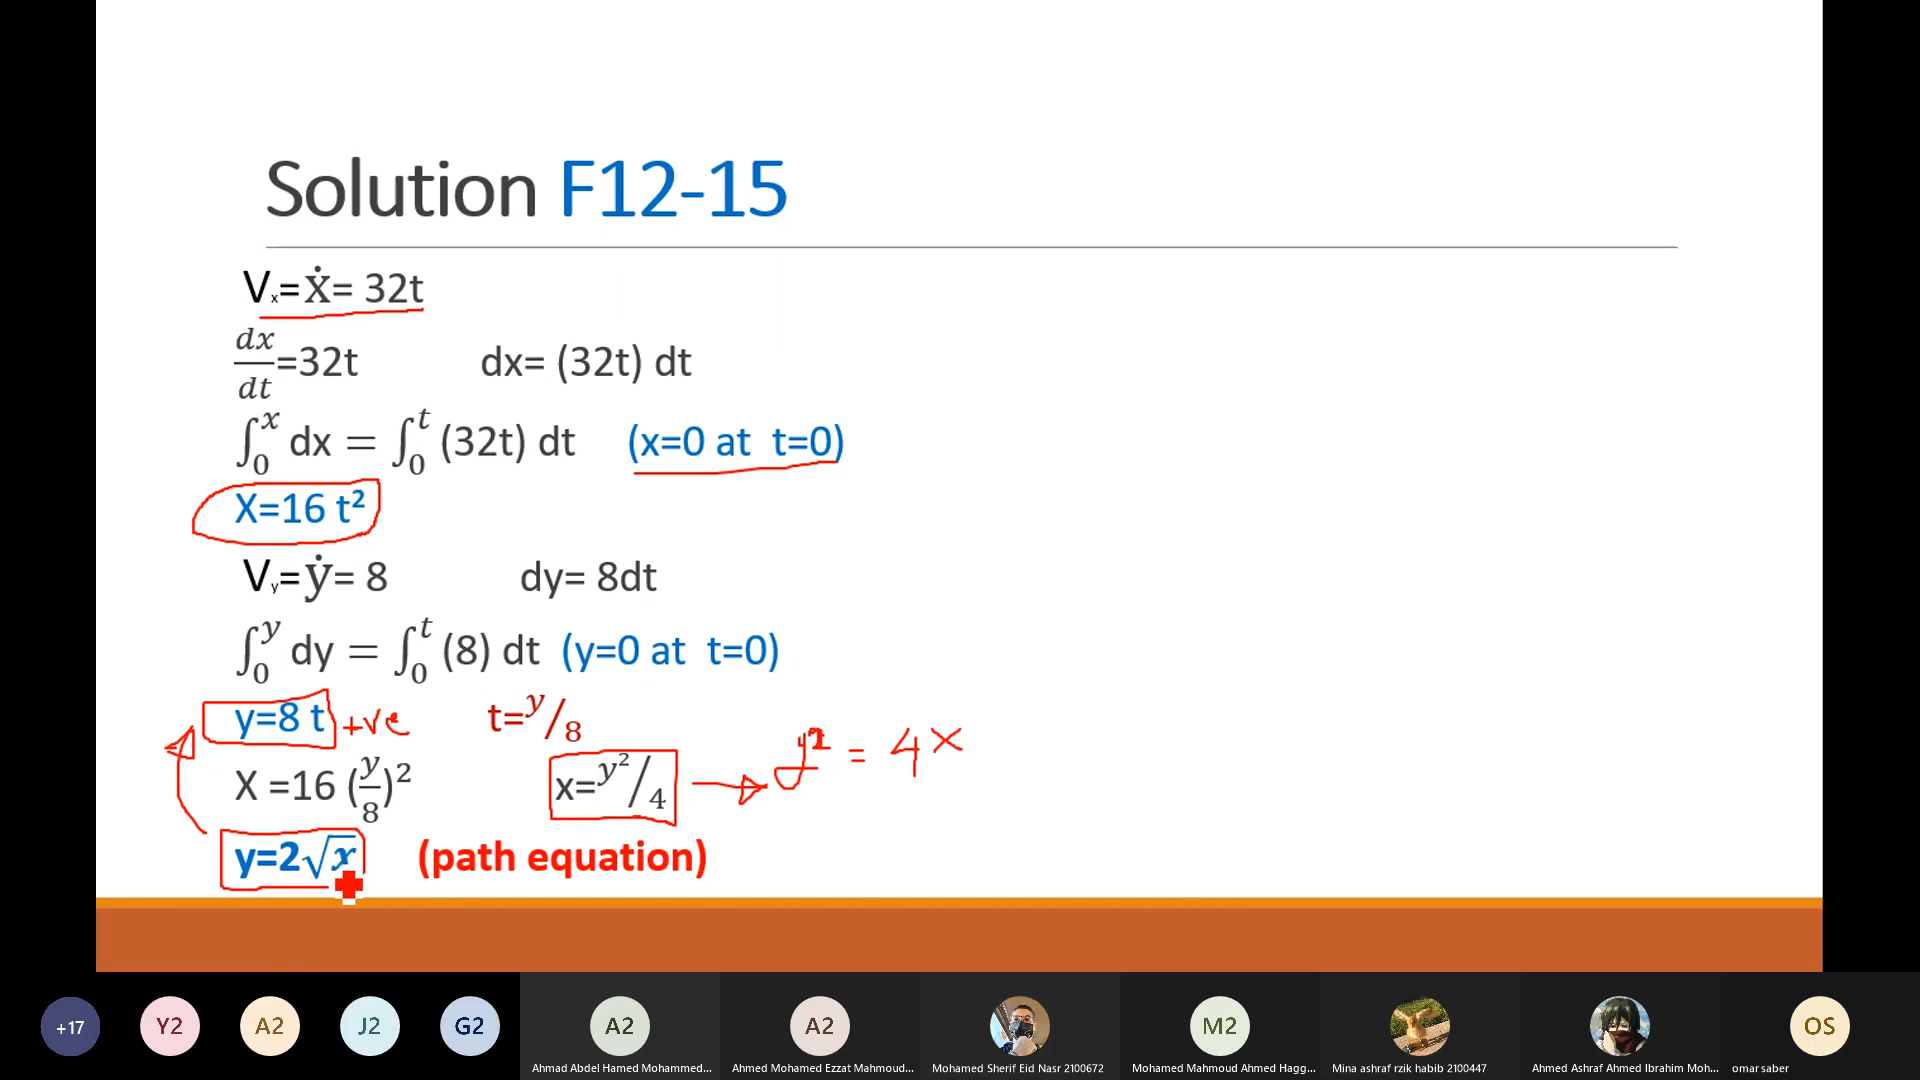 Solution F12-15
Vₓ=Ẋ= 32t
dx/dt=32t dx= (32t) dt
∫₀ˣ dx = ∫₀ᵗ (32t) dt (x=0 at t=0)
X=16 t²
Vᵧ=ẏ= 8 dy= 8dt
∫₀ʸ dy = ∫₀ᵗ (8) dt (y=0 at t=0)
y=8 t +ve t=y/8
X =16 (y/8)² x=y²/4 → y² = 4x
y=2√x (path equation)
+17 Y2 A2 J2 G2 A2 A2 M2 OS
Ahmad Abdel Hamed Mohammed... Ahmed Mohamed Ezzat Mahmoud... Mohamed Sherif Eid Nasr 2100672 Mohamed Mahmoud Ahmed Hagg... Mina ashraf rzik habib 2100447 Ahmed Ashraf Ahmed Ibrahim Moh... omar saber